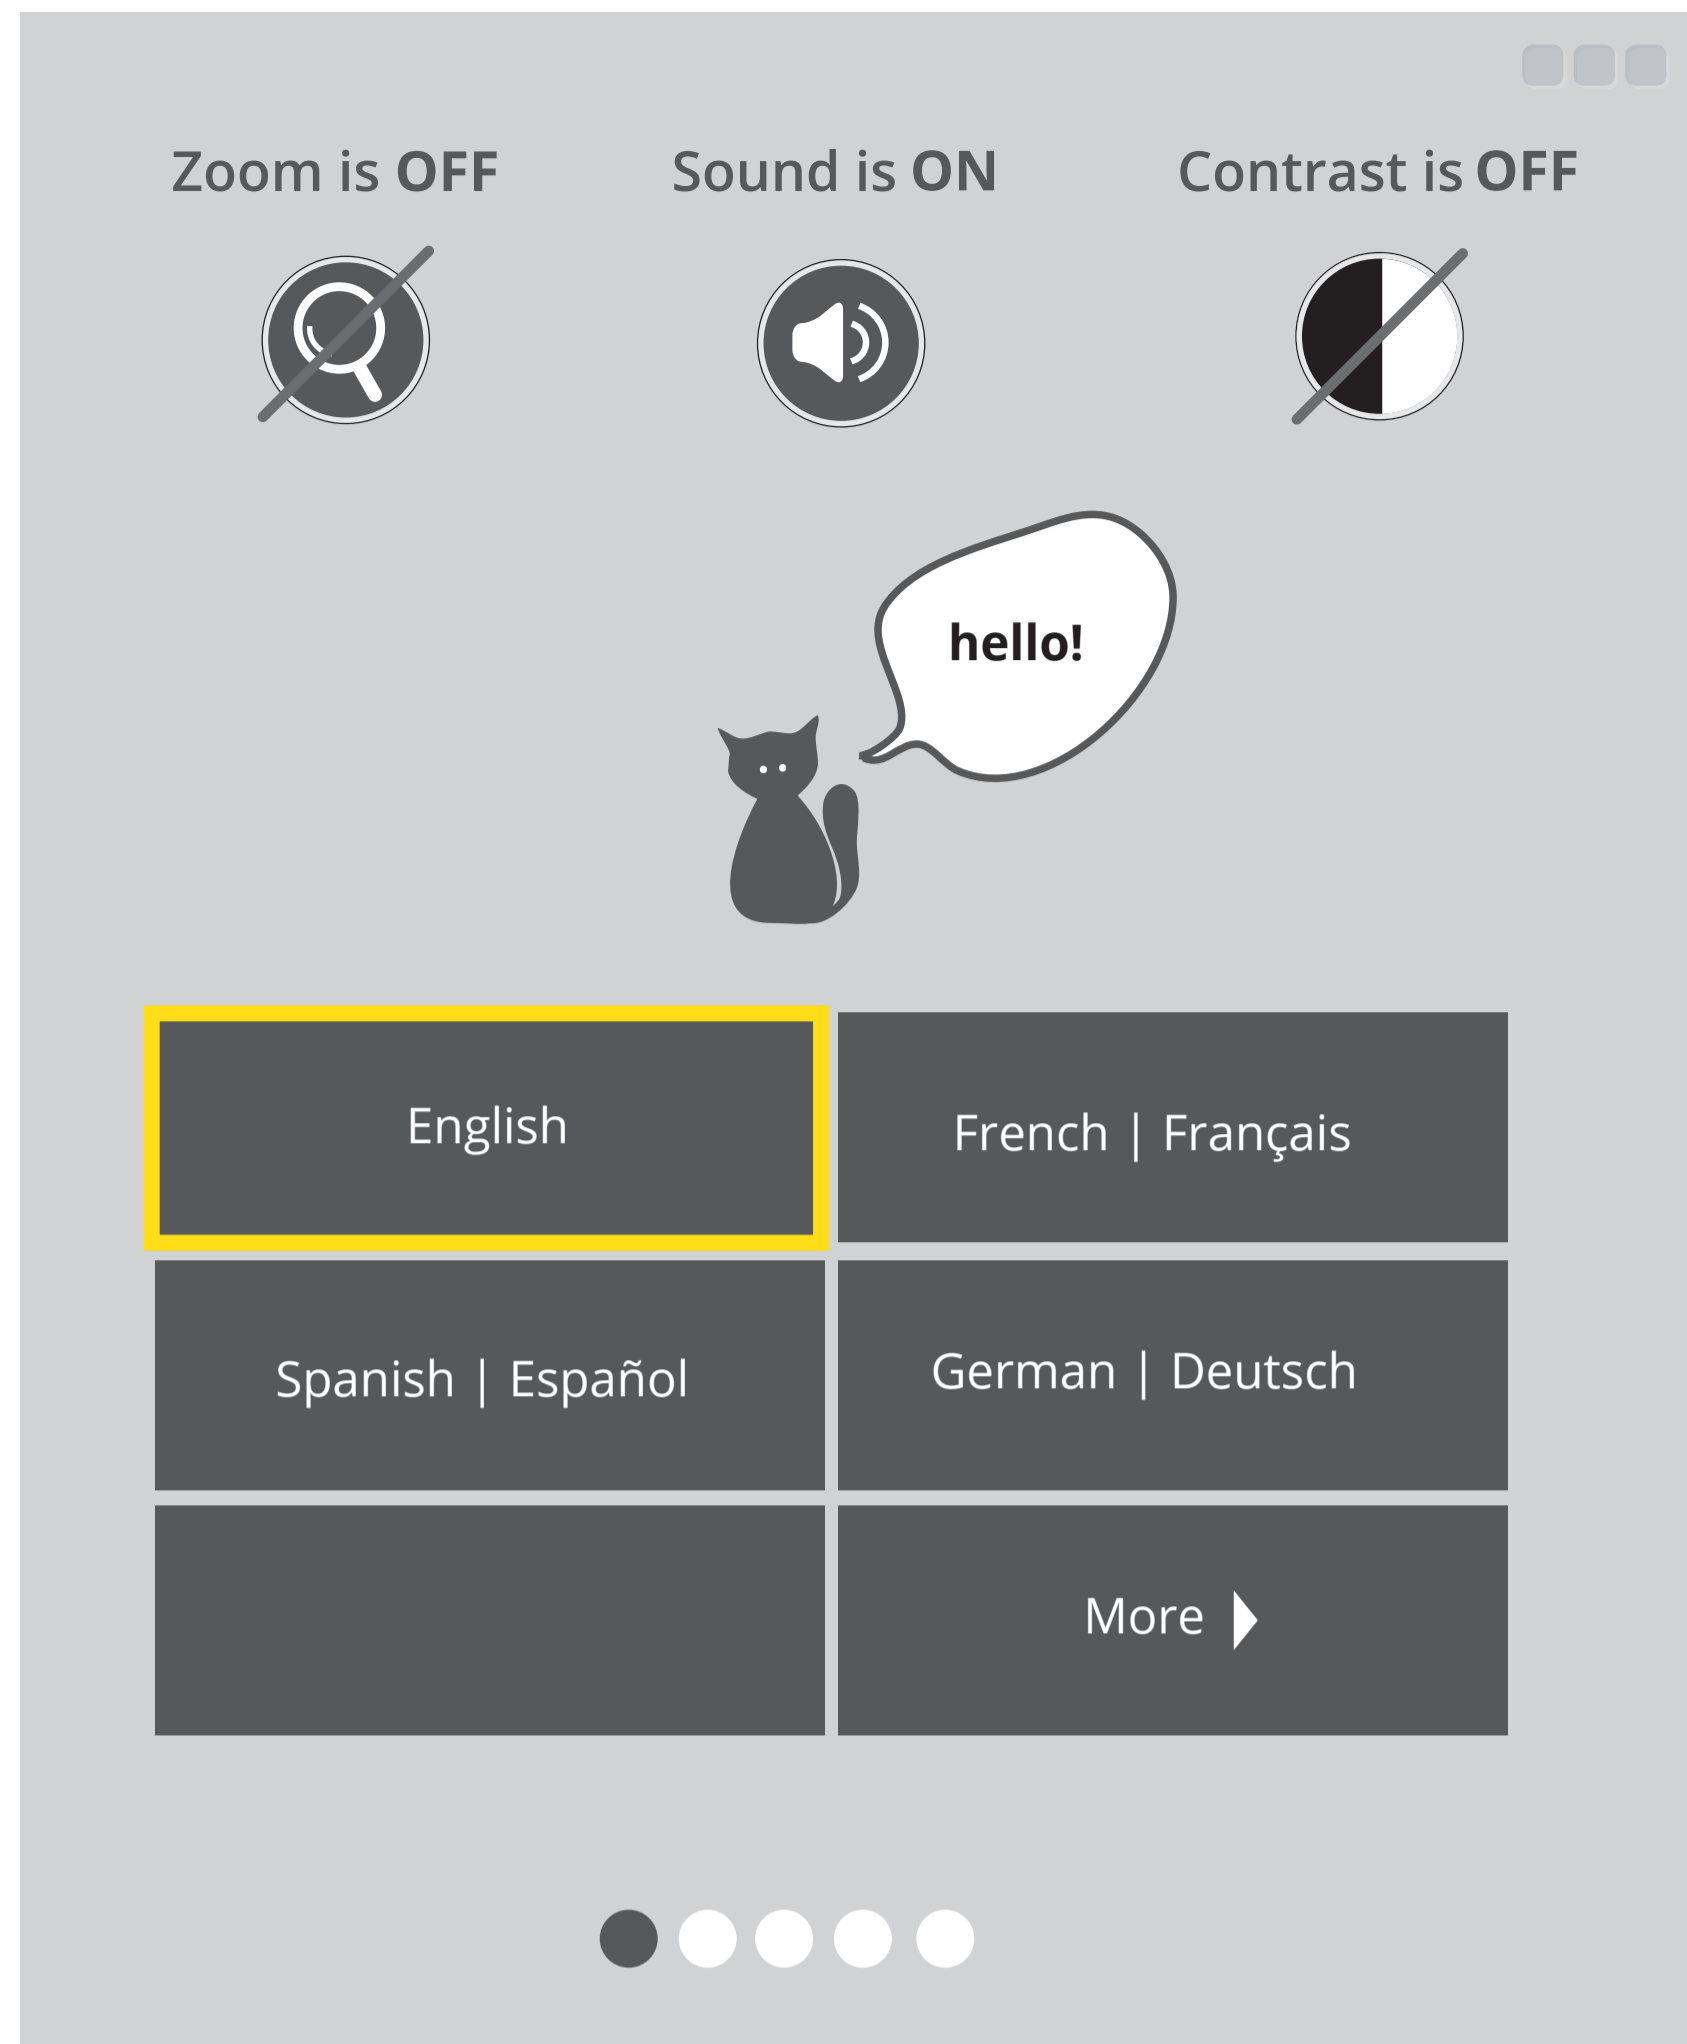 Zoom is OFF
Sound is ON
Contrast is OFF
hello!
English
French | Français
Spanish | Español
German | Deutsch
More